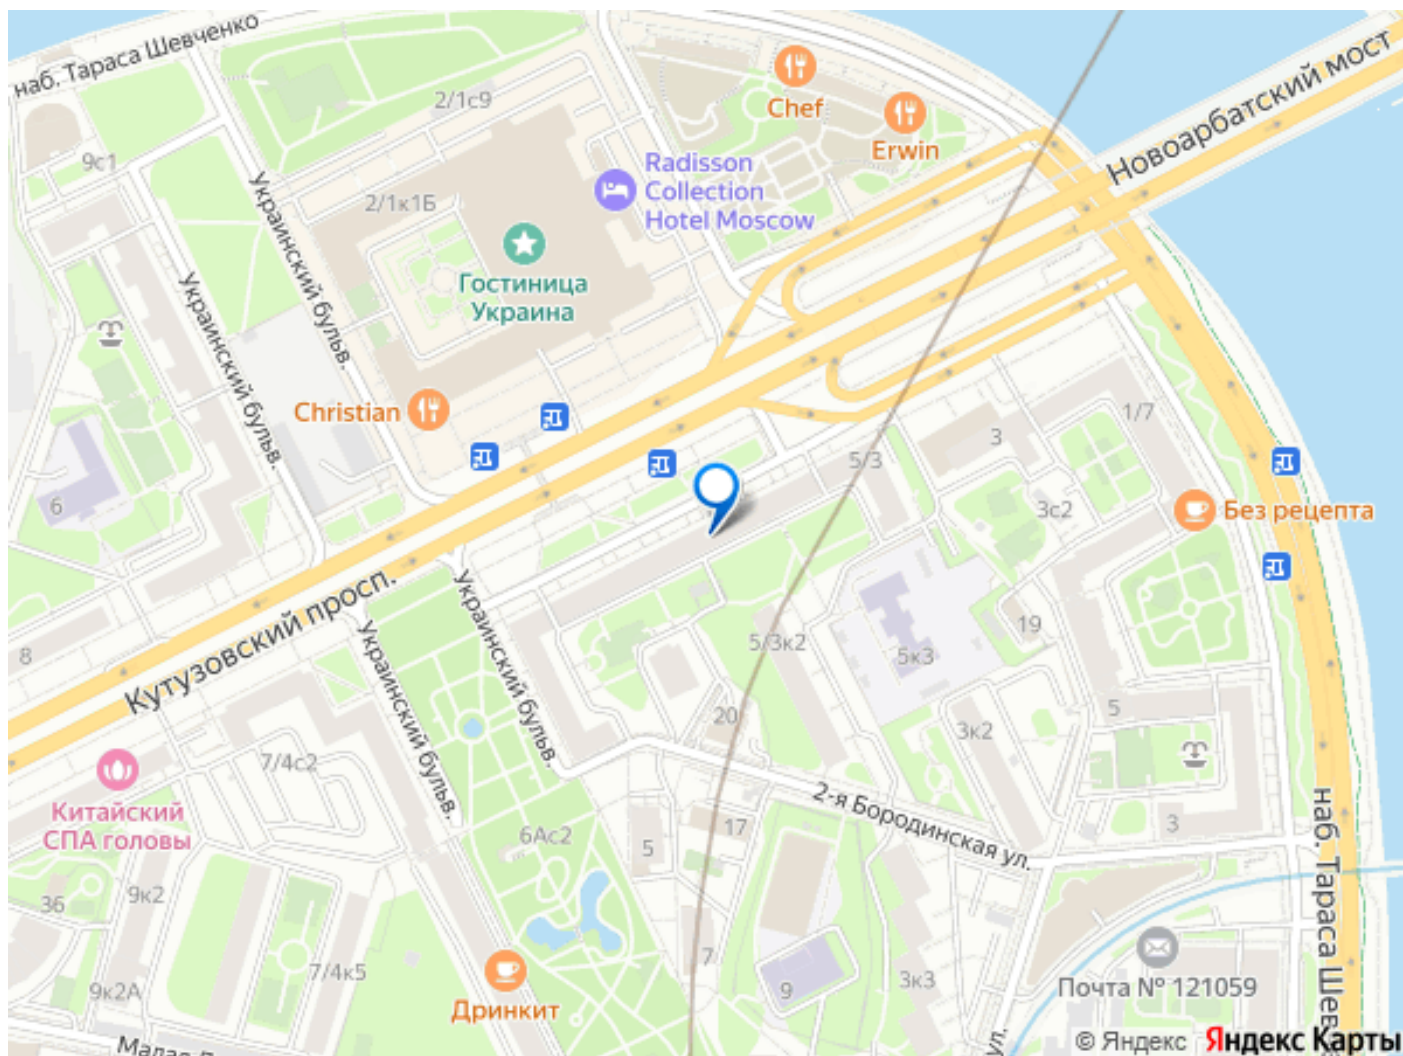 наб. Тараса Шевченко
2/1с9
Chef
Erwin
Новоарбатский мост
9с1
Украинский бульв.
2/1к1Б
Radisson
Collection
Hotel Moscow
Гостиница
Украина
Украинский бульв.
Christian
1/7
3
5/3
6
3с2
Без рецепта
Кутузовский просп.
Украинский бульв.
Украинский бульв.
8
5/3к2
5к3
19
20
5
3к2
7/4с2
Китайский
СПА головы
2-я Бородинская ул.
6Ас2
5
17
3
наб. Тараса Шев
36
9к2
7/4к5
9к2А
7
9
3к3
Почта № 121059
Дринкит
ул.
© Яндекс Яндекс Карты